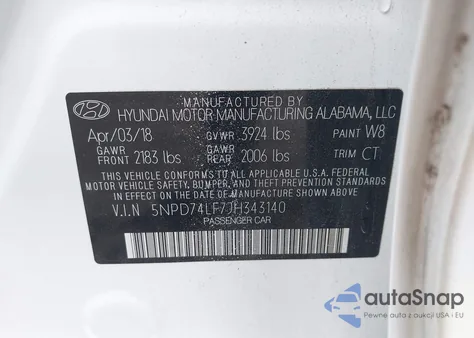 MANUFACTURED BY
HYUNDAI MOTOR MANUFACTURING ALABAMA, LLC
Apr/03/18 GVWR 3924 lbs PAINT W8
GAWR FRONT 2183 lbs GAWR REAR 2006 lbs TRIM CT
THIS VEHICLE CONFORMS TO ALL APPLICABLE U.S.A. FEDERAL
MOTOR VEHICLE SAFETY, BUMPER, AND THEFT PREVENTION
STANDARDS IN EFFECT ON THE DATE OF MANUFACTURE SHOWN ABOVE.
V.I.N 5NPD74LF7JH343140
PASSENGER CAR
autoSnap
Pewne auta z aukcji USA i EU